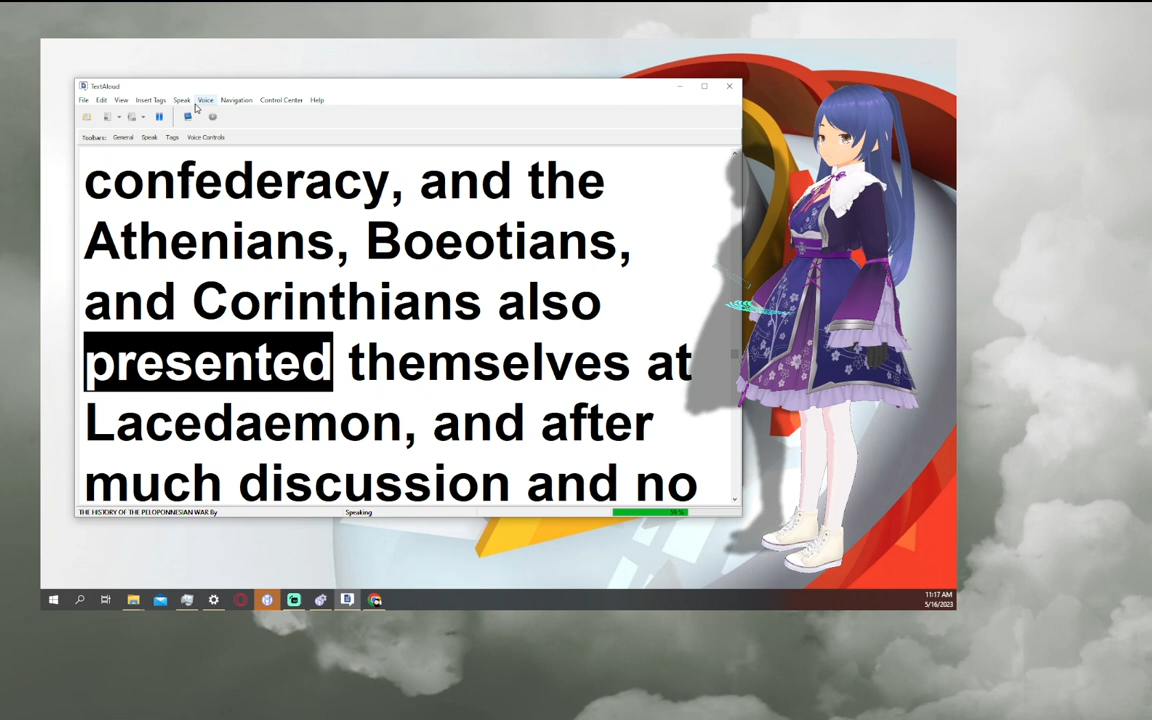 TextAloud
File Edit View Insert Tags Speak Voice Navigation Control Center Help
Toolbars: General Speak Tags Voice Controls
confederacy, and the
Athenians, Boeotians,
and Corinthians also
presented themselves at
Lacedaemon, and after
much discussion and no
THE HISTORY OF THE PELOPONNESIAN WAR By Speaking 59 %
11:17 AM
5/16/2023